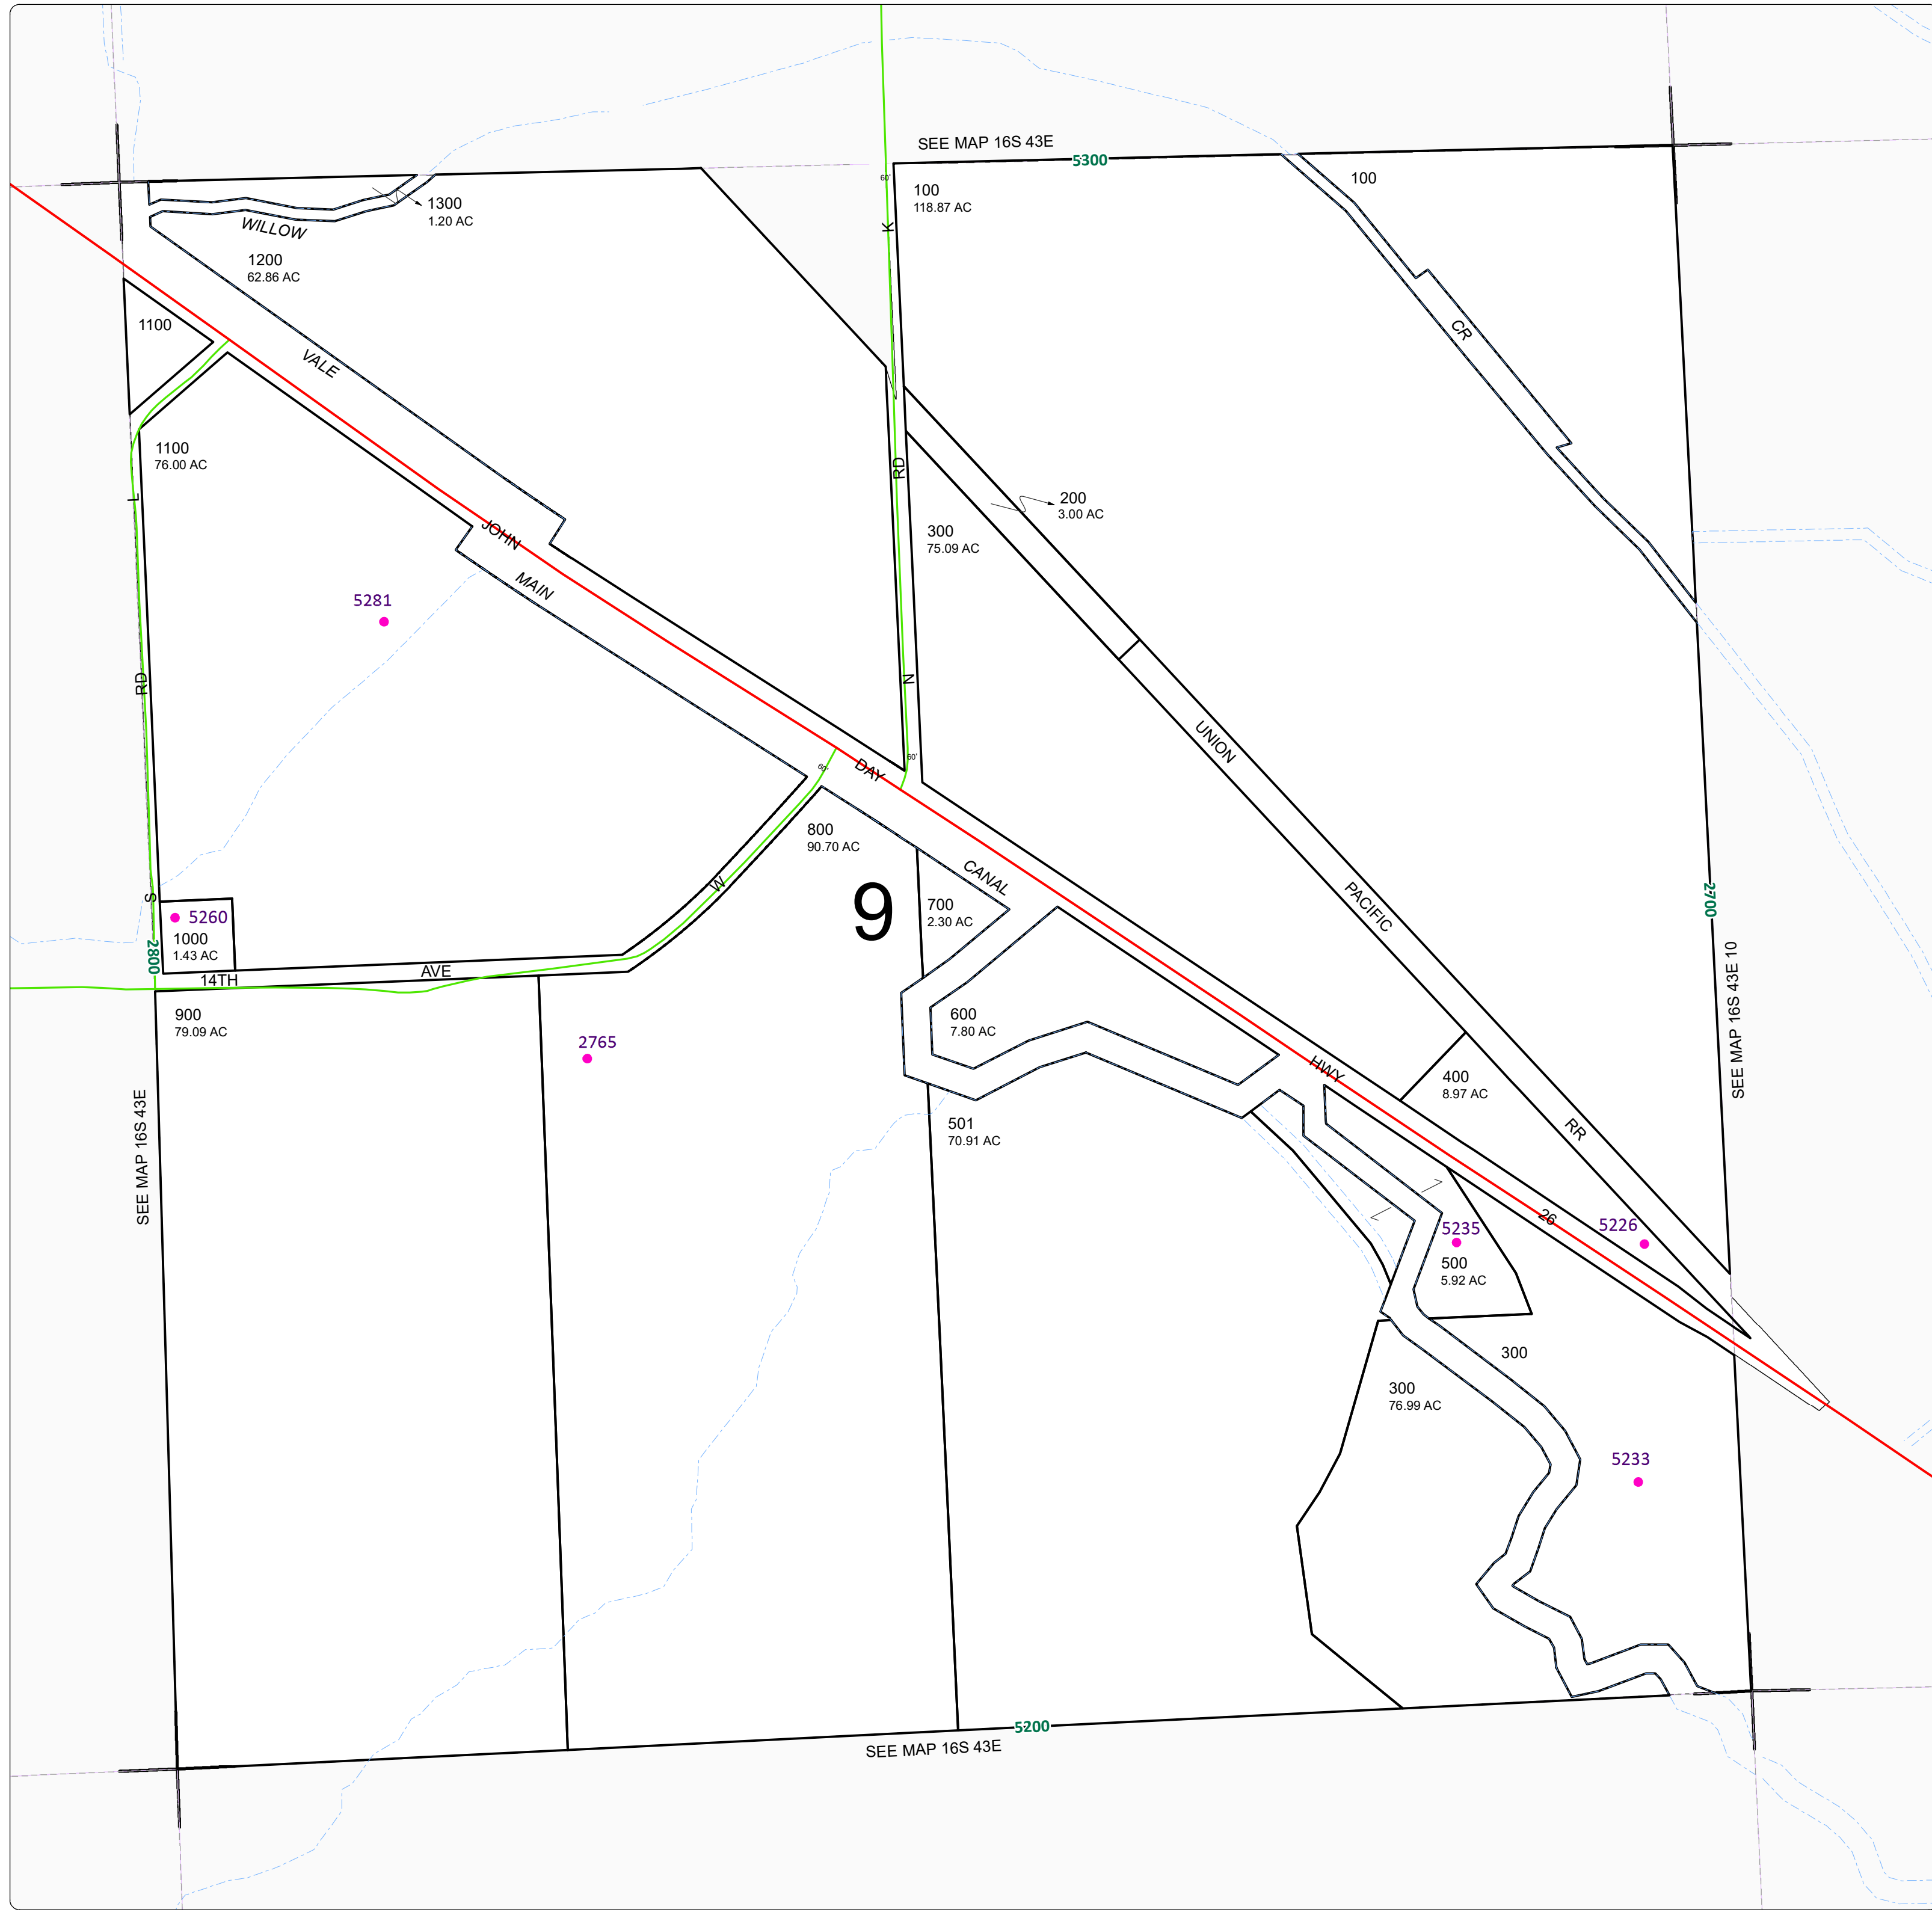 SEE MAP 16S 43E
5300
60'
100
118.87 AC
100
1300
1.20 AC
WILLOW
K
1200
62.86 AC
1100
CR
VALE
1100
76.00 AC
L
RD
200
3.00 AC
JOHN
300
75.09 AC
MAIN
5281
RD
N
UNION
60'
60'
DAY
800
90.70 AC
CANAL
W
9
PACIFIC
2700
S
5260
700
2.30 AC
1000
1.43 AC
2800
14TH
AVE
SEE MAP 16S 43E 10
900
79.09 AC
600
7.80 AC
2765
HWY
400
8.97 AC
501
70.91 AC
RR
SEE MAP 16S 43E
26
5235
5226
500
5.92 AC
300
300
76.99 AC
5233
5200
SEE MAP 16S 43E